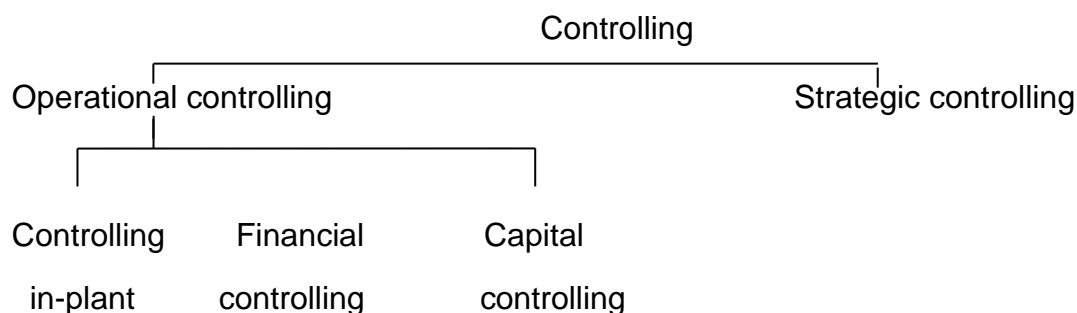 Controlling
Operational controlling Strategic controlling
Controlling Financial Capital
in-plant controlling controlling